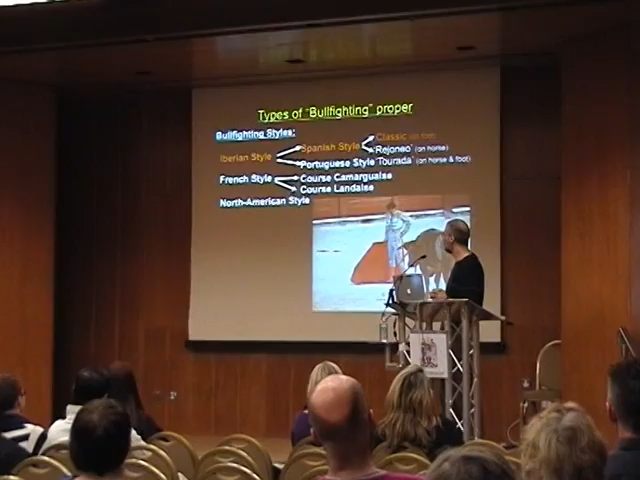 Types of "Bullfighting" proper
Bullfighting Styles:
Iberian Style
Spanish Style
Classic (on foot)
'Rejoneo' (on horse)
Portuguese Style 'Tourada' (on horse & foot)
French Style
Course Camarguaise
Course Landaise
North-American Style